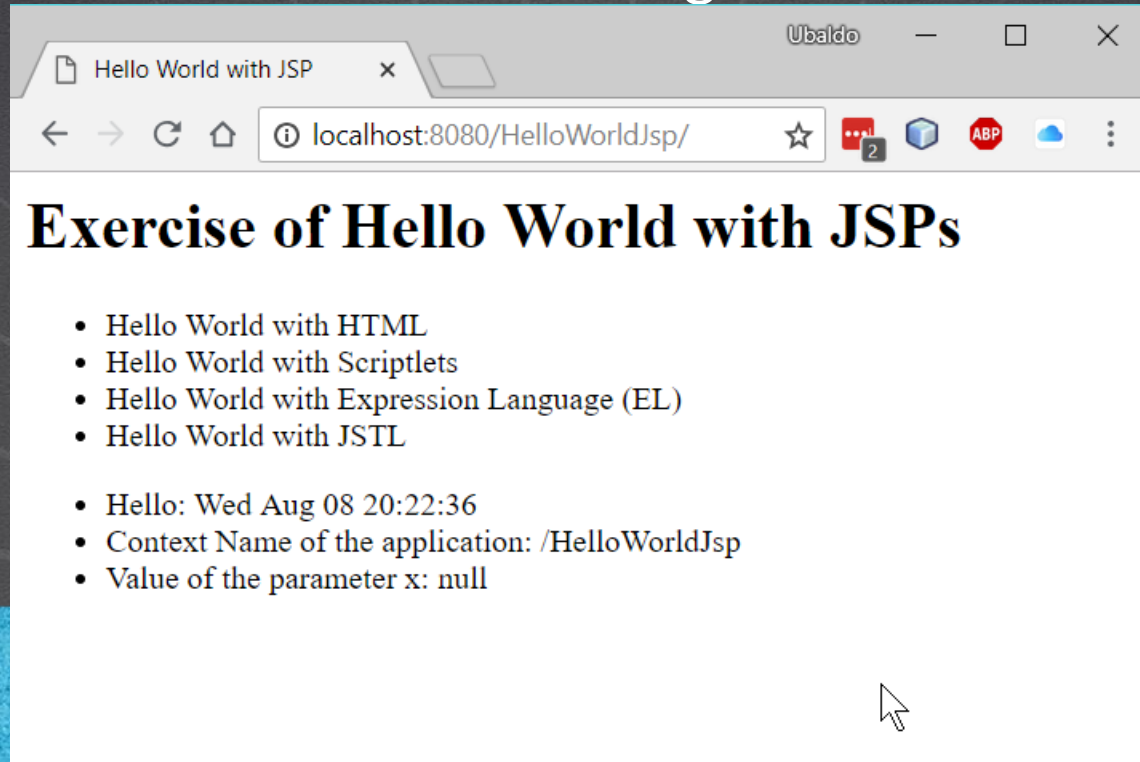 Ubaldo
Hello World with JSP
localhost:8080/HelloWorldJsp/
2
ABP
Exercise of Hello World with JSPs
Hello World with HTML
Hello World with Scriptlets
Hello World with Expression Language (EL)
Hello World with JSTL
Hello: Wed Aug 08 20:22:36
Context Name of the application: /HelloWorldJsp
Value of the parameter x: null